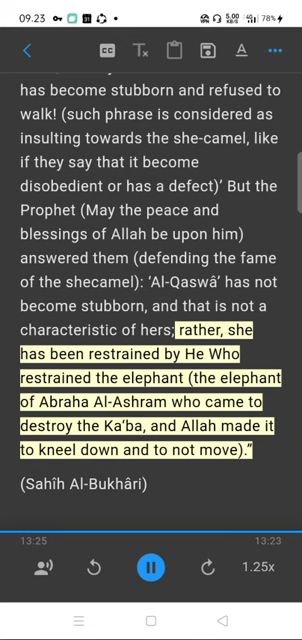 09.23
31
5.00
KB/S
4G
78%
CC
has become stubborn and refused to
walk! (such phrase is considered as
insulting towards the she-camel, like
if they say that it become
disobedient or has a defect)’ But the
Prophet (May the peace and
blessings of Allah be upon him)
answered them (defending the fame
of the shecamel): ‘Al-Qaswâ’ has not
become stubborn, and that is not a
characteristic of hers; rather, she
has been restrained by He Who
restrained the elephant (the elephant
of Abraha Al-Ashram who came to
destroy the Ka‘ba, and Allah made it
to kneel down and to not move).”
(Sahîh Al-Bukhâri)
13:25
13:23
1.25x